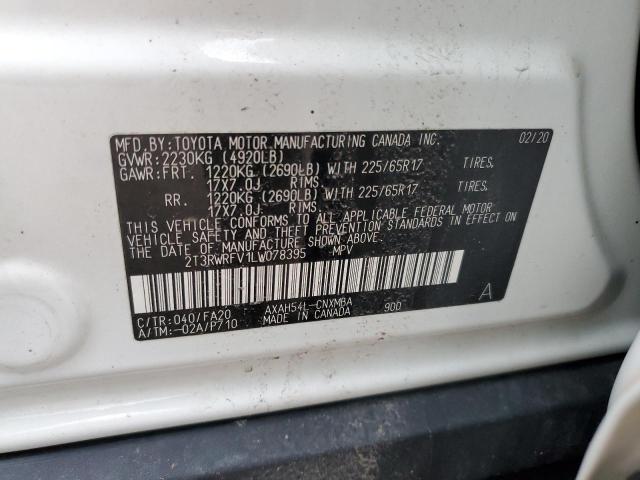 MFD.BY:TOYOTA MOTOR MANUFACTURING CANADA INC. 02/20
GVWR:2230KG (4920LB)
GAWR:FRT. 1220KG (2690LB) WITH 225/65R17 TIRES.
17X7.0J RIMS.
RR. 1220KG (2690LB) WITH 225/65R17 TIRES.
17X7.0J RIMS.
THIS VEHICLE CONFORMS TO ALL APPLICABLE FEDERAL MOTOR
VEHICLE SAFETY AND THEFT PREVENTION STANDARDS IN EFFECT ON
THE DATE OF MANUFACTURE SHOWN ABOVE.
2T3RWRFV1LW078395 MPV
C/TR:040/FA20 AXAH54L-CNXMBA 900 A
A/TM:-02A/P710 MADE IN CANADA